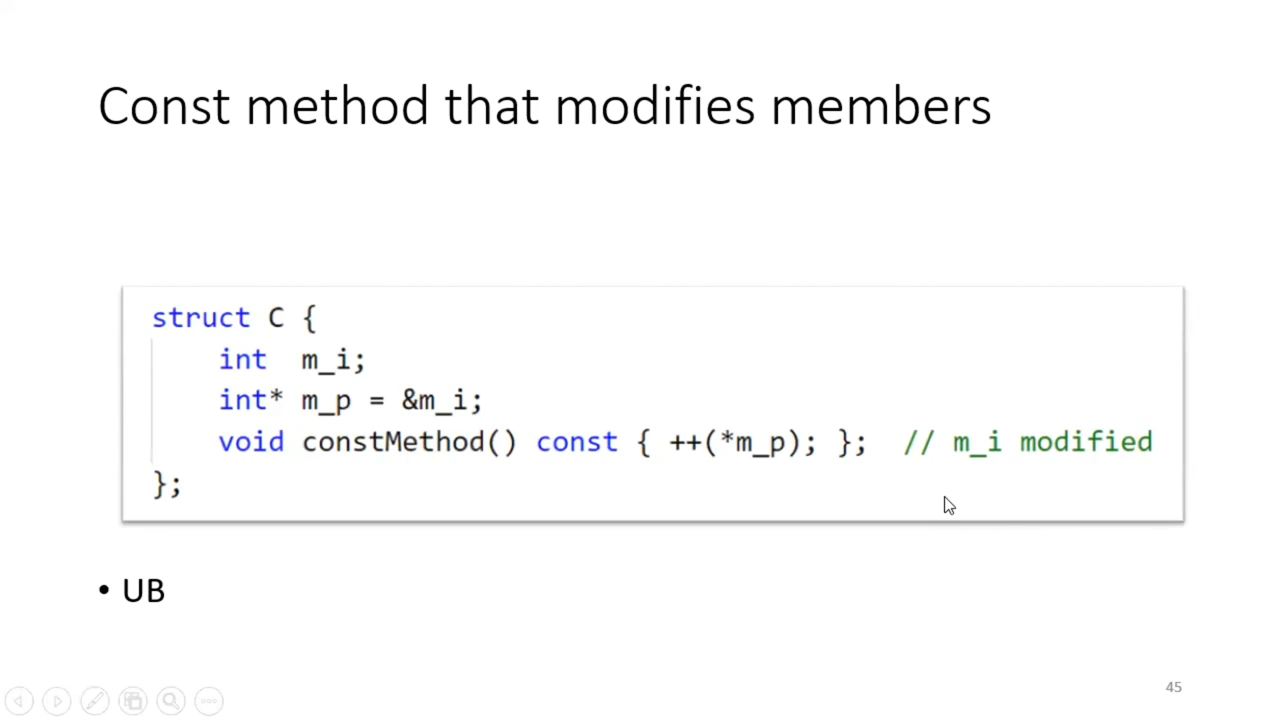 Const method that modifies members
struct C {
int m_i;
int* m_p = &m_i;
void constMethod() const { ++(*m_p); }; // m_i modified
};
• UB
45